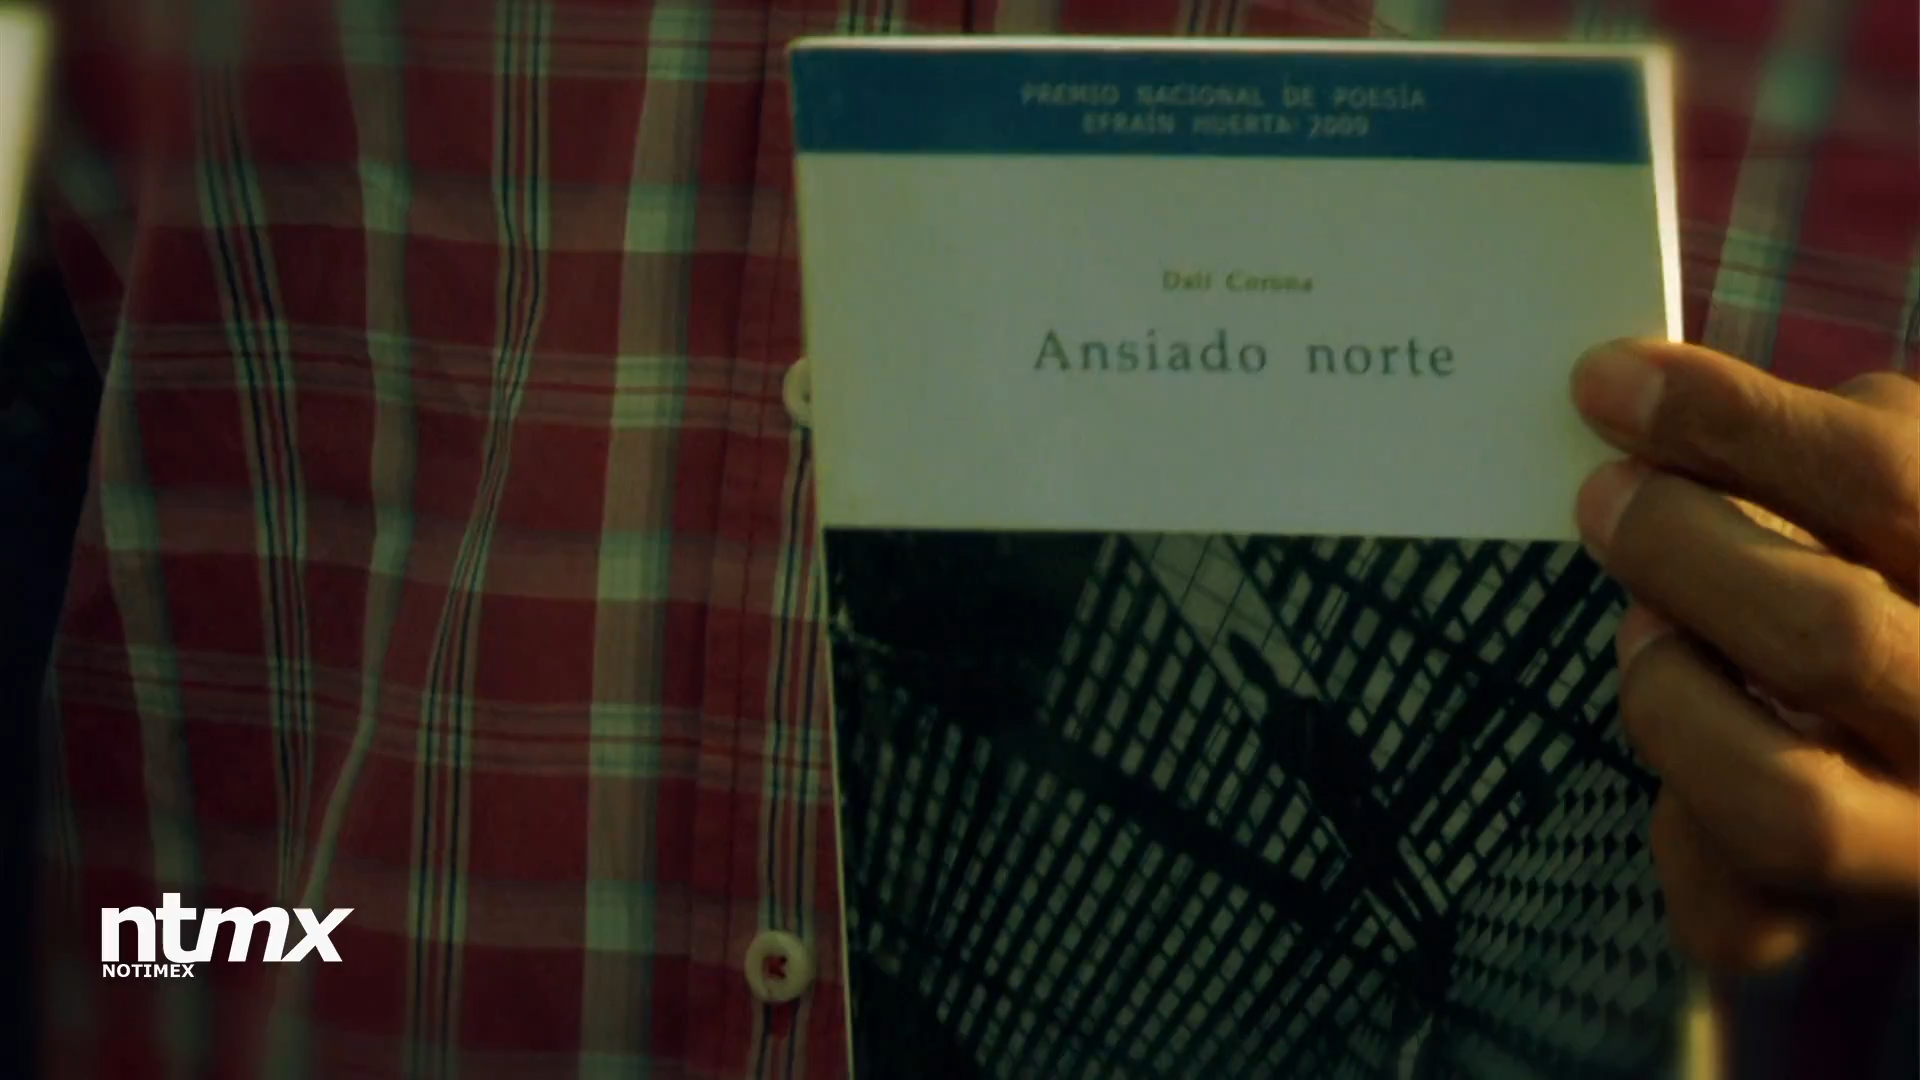 PREMIO NACIONAL DE POESÍA
EFRAÍN HUERTA 2009
Dalí Corona
Ansiado norte
ntmx
NOTIMEX